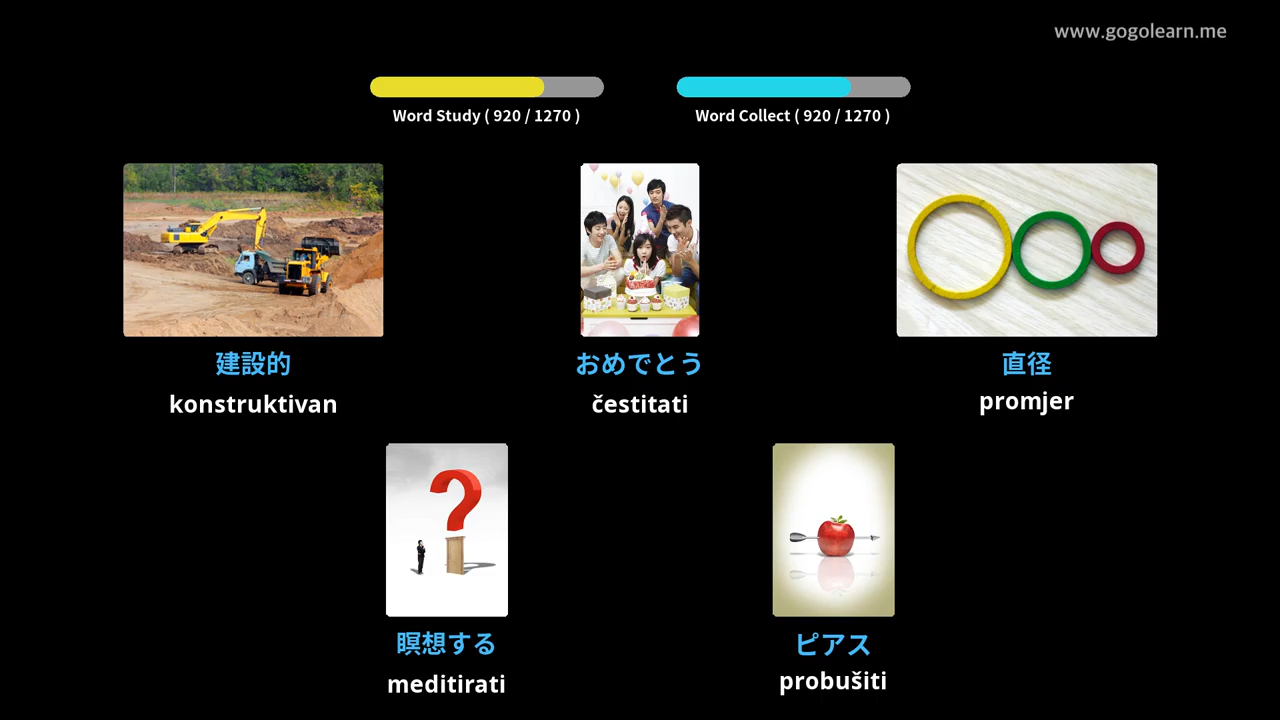 www.gogolearn.me
Word Study ( 920 / 1270 )
Word Collect ( 920 / 1270 )
建設的
おめでとう
直径
konstruktivan
čestitati
promjer
瞑想する
ピアス
meditirati
probušiti